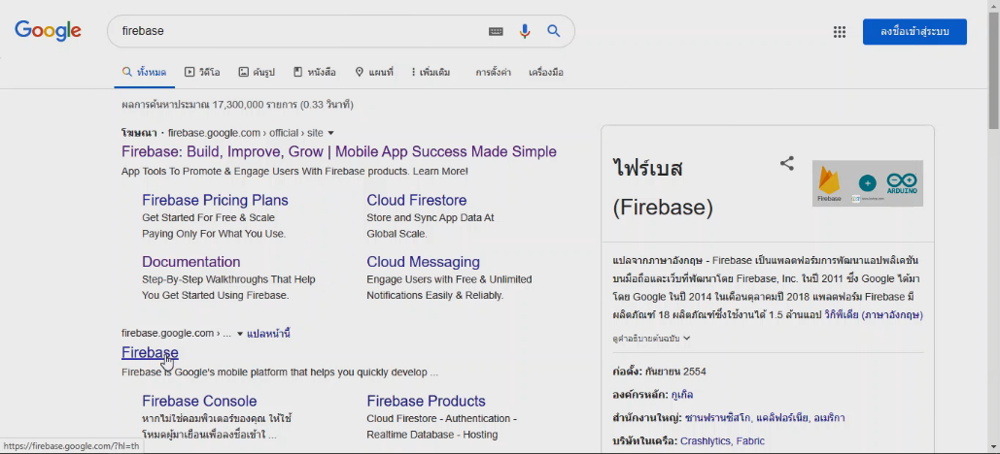 Google
firebase
ลงชื่อเข้าสู่ระบบ
ทั้งหมด วิดีโอ ค้นรูป หนังสือ แผนที่ เพิ่มเติม การตั้งค่า เครื่องมือ
ผลการค้นหาประมาณ 17,300,000 รายการ (0.33 วินาที)
โฆษณา · firebase.google.com › official › site
Firebase: Build, Improve, Grow | Mobile App Success Made Simple
App Tools To Promote & Engage Users With Firebase products. Learn More!
Firebase Pricing Plans
Get Started For Free & Scale
Paying Only For What You Use.
Cloud Firestore
Store and Sync App Data At
Global Scale.
Documentation
Step-By-Step Walkthroughs That Help
You Get Started Using Firebase.
Cloud Messaging
Engage Users with Free & Unlimited
Notifications Easily & Reliably.
firebase.google.com › ... แปลหน้านี้
Firebase
Firebase is Google's mobile platform that helps you quickly develop ...
Firebase Console
หากไม่ใช่คอมพิวเตอร์ของคุณ ให้ใช้
โหมดผู้มาเยือนเพื่อลงชื่อเข้าใ ...
Firebase Products
Cloud Firestore - Authentication -
Realtime Database - Hosting
https://firebase.google.com/?hl=th
ไฟร์เบส
(Firebase)
Firebase
ARDUINO
แปลจากภาษาอังกฤษ - Firebase เป็นแพลตฟอร์มการพัฒนาแอปพลิเคชัน
บนมือถือและเว็บที่พัฒนาโดย Firebase, Inc. ในปี 2011 ซึ่ง Google ได้มา
โดย Google ในปี 2014 ในเดือนตุลาคมปี 2018 แพลตฟอร์ม Firebase มี
ผลิตภัณฑ์ 18 ผลิตภัณฑ์ซึ่งใช้งานได้ 1.5 ล้านแอป วิกิพีเดีย (ภาษาอังกฤษ)
ดูคำอธิบายต้นฉบับ
ก่อตั้ง: กันยายน 2554
องค์กรหลัก: กูเกิล
สำนักงานใหญ่: ซานฟรานซิสโก, แคลิฟอร์เนีย, อเมริกา
บริษัทในเครือ: Crashlytics, Fabric